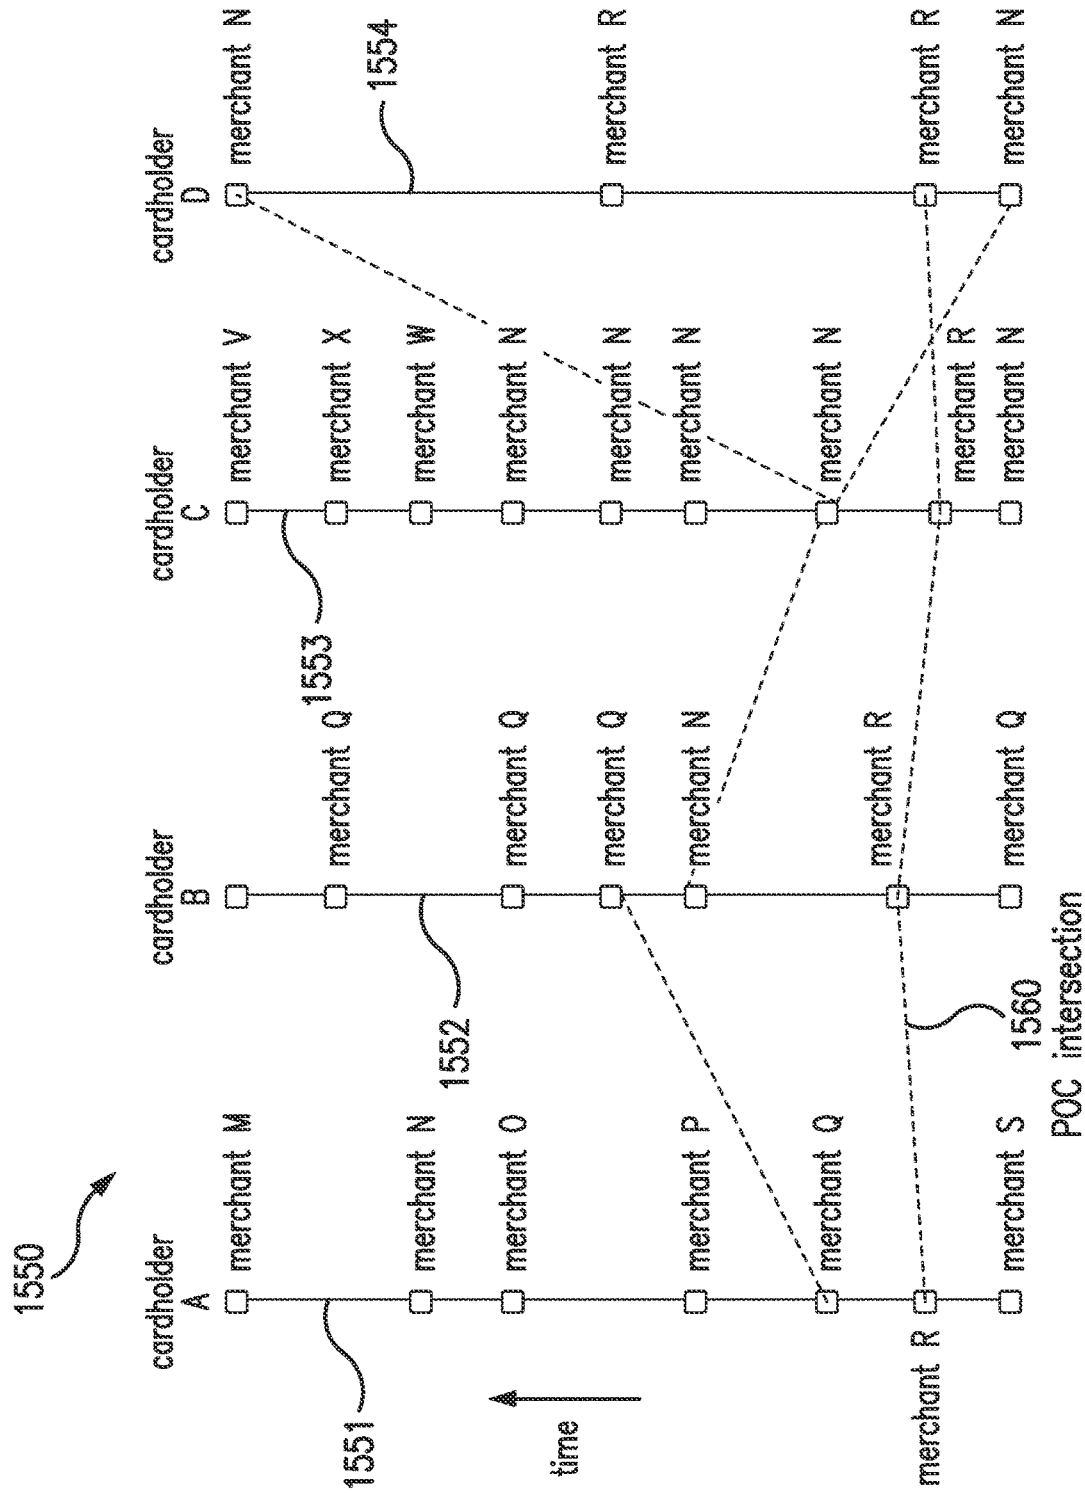 1550
cardholder
A
merchant M
1551
merchant N
merchant O
time
merchant P
merchant Q
merchant R
merchant S
cardholder
B
merchant Q
1552
merchant Q
merchant Q
merchant N
merchant R
merchant Q
cardholder
C
merchant V
1553
merchant X
merchant W
merchant N
merchant N
merchant N
merchant N
merchant R
merchant N
cardholder
D
merchant N
1554
merchant R
merchant R
merchant N
1560
POC intersection